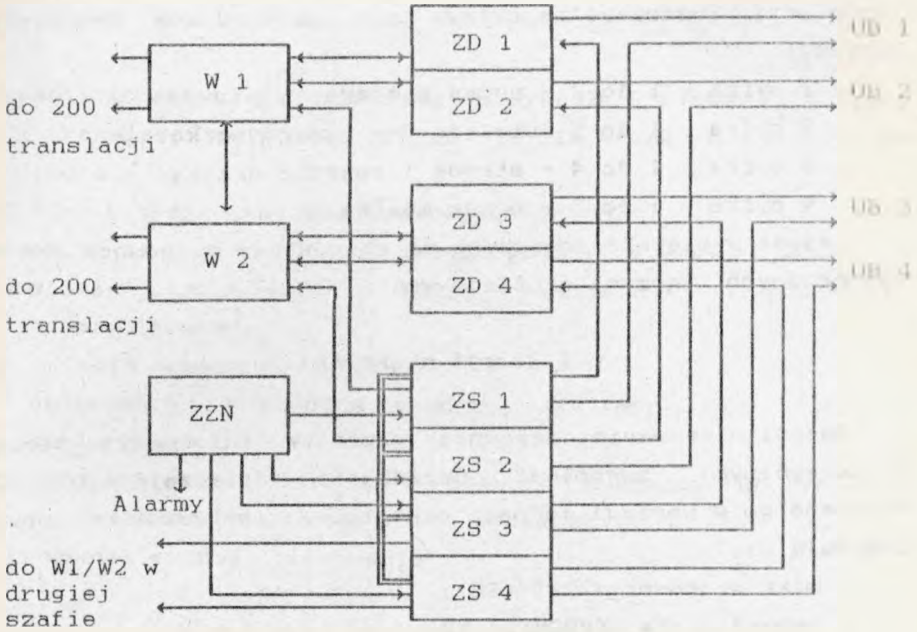 ZD 1
UB 1
W 1
ZD 2
UB 2
do 200
translacji
ZD 3
UB 3
W 2
ZD 4
UB 4
do 200
translacji
ZZN
ZS 1
ZS 2
Alarmy
ZS 3
do W1/W2 w
drugiej
szafie
ZS 4